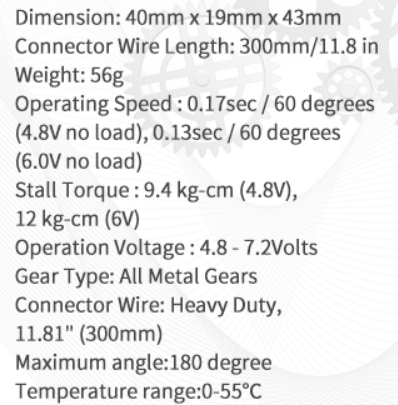 Dimension: 40mm x 19mm x 43mm
Connector Wire Length: 300mm/11.8 in
Weight: 56g
Operating Speed : 0.17sec / 60 degrees
(4.8V no load), 0.13sec / 60 degrees
(6.0V no load)
Stall Torque : 9.4 kg-cm (4.8V),
12 kg-cm (6V)
Operation Voltage : 4.8 - 7.2Volts
Gear Type: All Metal Gears
Connector Wire: Heavy Duty,
11.81" (300mm)
Maximum angle:180 degree
Temperature range:0-55°C